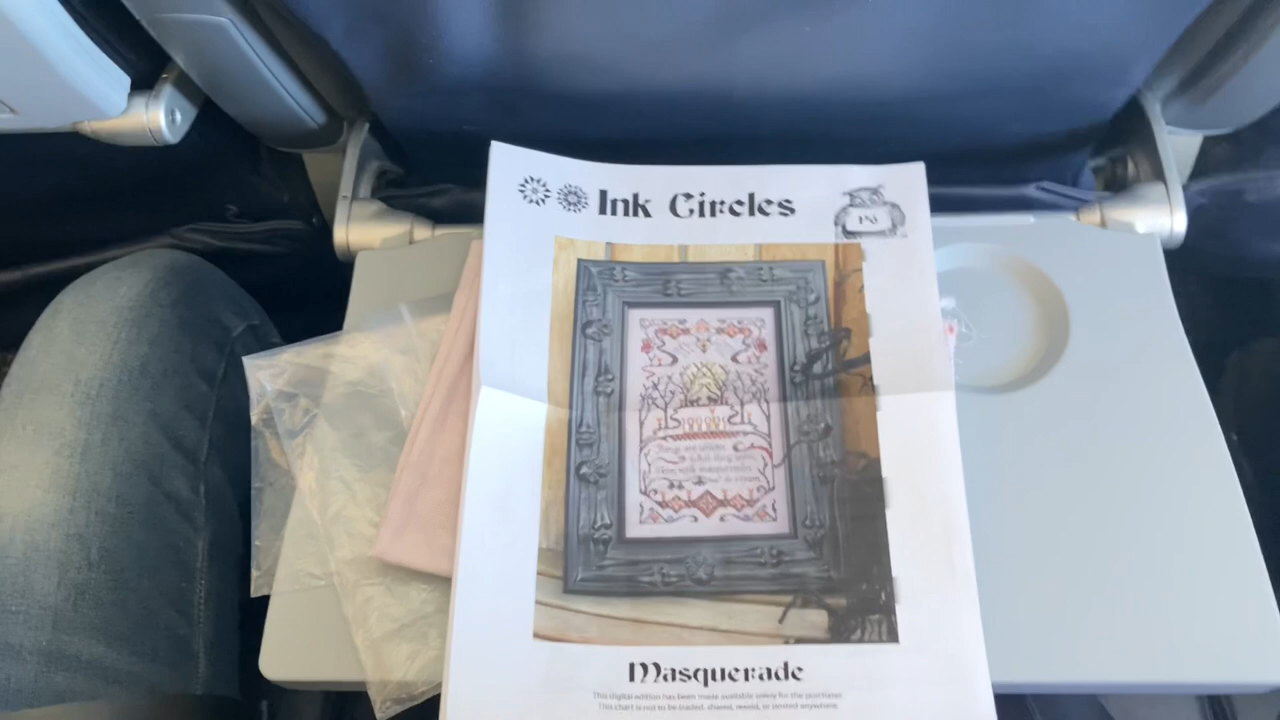 Ink Circles
Masquerade
This digital edition has been made available solely for the purchaser.
This chart is not to be traded, shared, resold, or posted anywhere.